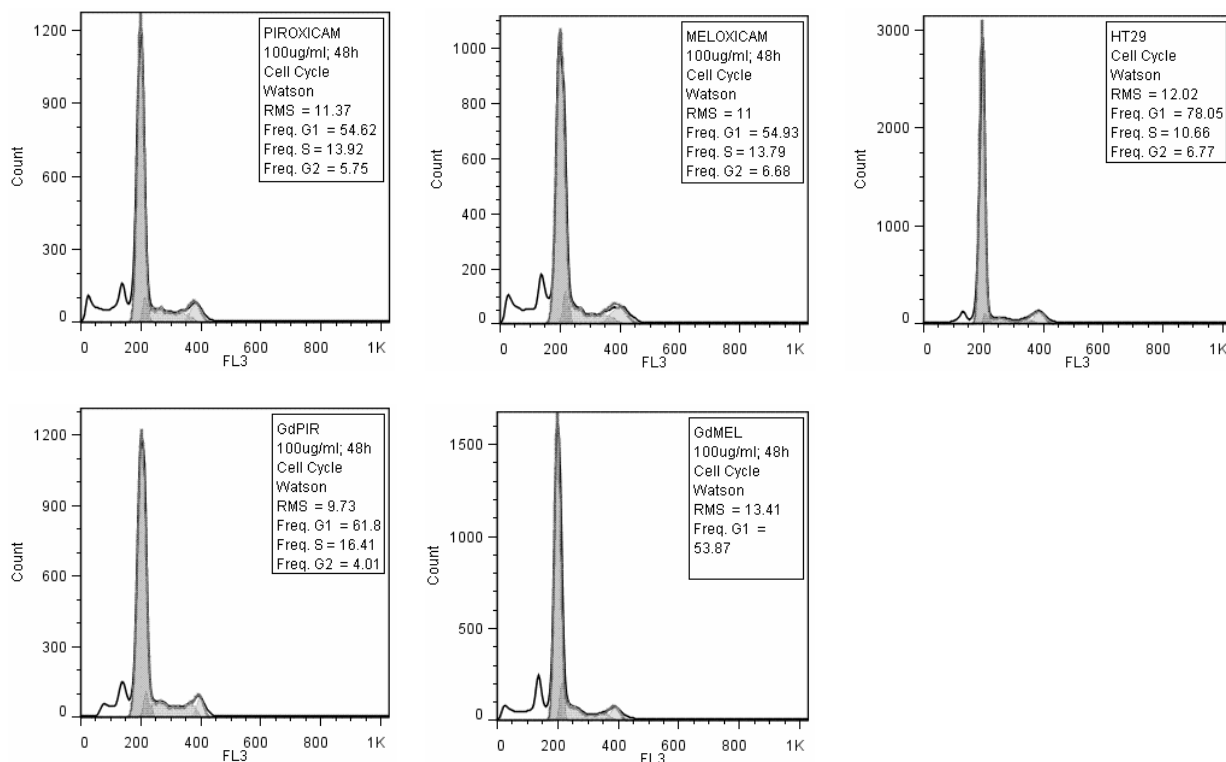 PIROXICAM
100ug/ml; 48h
Cell Cycle
Watson
RMS = 11.37
Freq. G1 = 54.62
Freq. S = 13.92
Freq. G2 = 5.75
1200
900
600
300
0
Count
0 200 400 600 800 1K
FL3
MELOXICAM
100ug/ml; 48h
Cell Cycle
Watson
RMS = 11
Freq. G1 = 54.93
Freq. S = 13.79
Freq. G2 = 6.68
1000
800
600
400
200
0
Count
0 200 400 600 800 1K
FL3
HT29
Cell Cycle
Watson
RMS = 12.02
Freq. G1 = 78.05
Freq. S = 10.66
Freq. G2 = 6.77
3000
2000
1000
0
Count
0 200 400 600 800 1K
FL3
GdPIR
100ug/ml; 48h
Cell Cycle
Watson
RMS = 9.73
Freq. G1 = 61.8
Freq. S = 16.41
Freq. G2 = 4.01
1200
900
600
300
0
Count
0 200 400 600 800 1K
FL3
GdMEL
100ug/ml; 48h
Cell Cycle
Watson
RMS = 13.41
Freq. G1 =
53.87
1500
1000
500
0
Count
0 200 400 600 800 1K
FL3